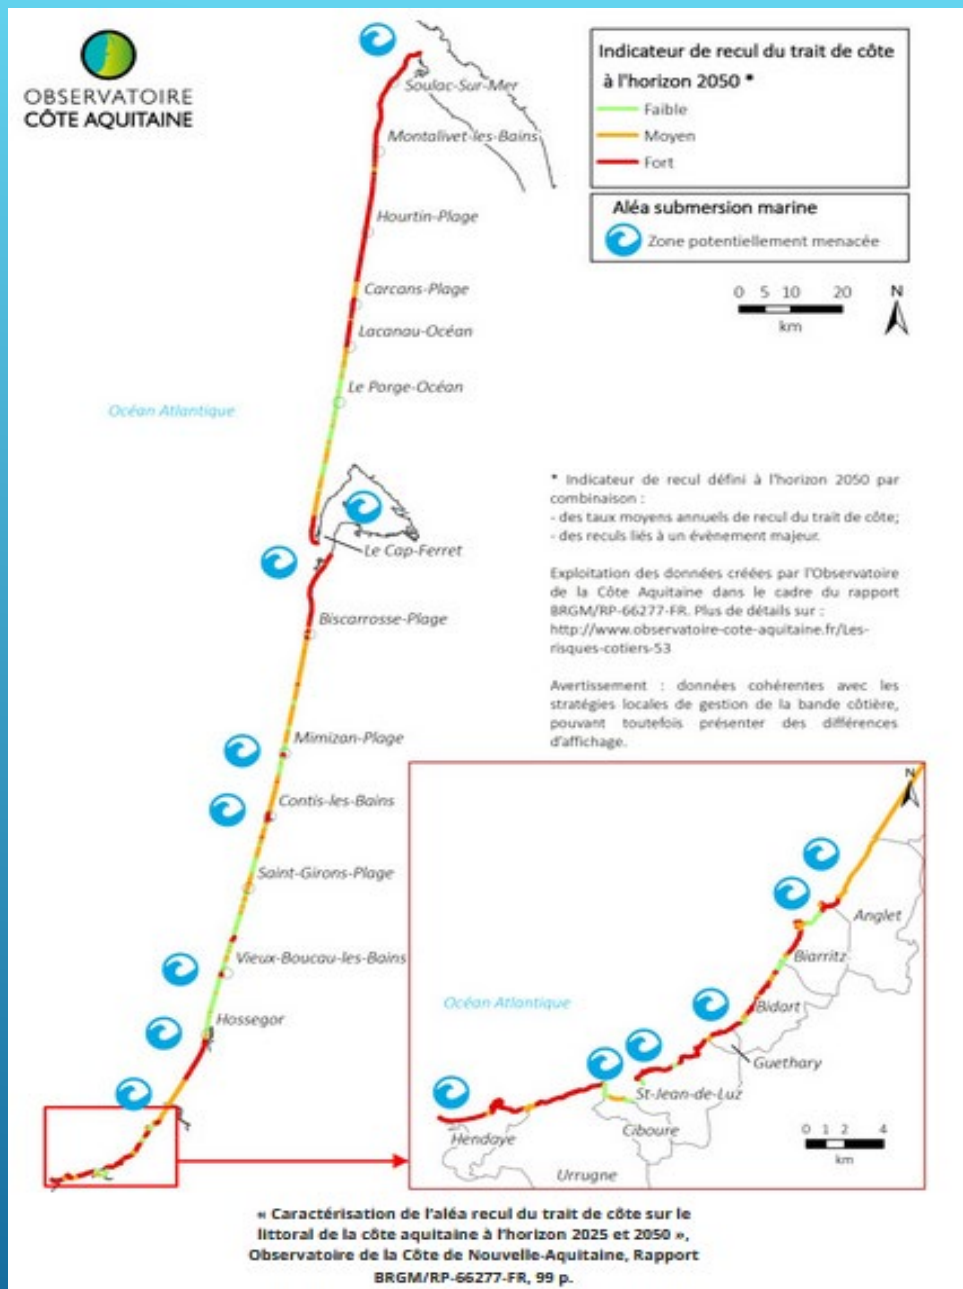 OBSERVATOIRE
CÔTE AQUITAINE
Indicateur de recul du trait de côte
à l'horizon 2050 *
Faible
Moyen
Fort
Aléa submersion marine
Zone potentiellement menacée
0 5 10 20
km
N
Soulac-Sur-Mer
Montalivet-les-Bains
Hourtin-Plage
Carcans-Plage
Lacanau-Océan
Le Porge-Océan
Océan Atlantique
Le Cap-Ferret
Biscarrosse-Plage
Mimizan-Plage
Contis-les-Bains
Saint-Girons-Plage
Vieux-Boucau-les-Bains
Hossegor
* Indicateur de recul défini à l'horizon 2050 par
combinaison :
- des taux moyens annuels de recul du trait de côte;
- des reculs liés à un évènement majeur.
Exploitation des données créées par l'Observatoire
de la Côte Aquitaine dans le cadre du rapport
BRGM/RP-66277-FR. Plus de détails sur :
http://www.observatoire-cote-aquitaine.fr/Les-
risques-cotiers-53
Avertissement : données cohérentes avec les
stratégies locales de gestion de la bande côtière,
pouvant toutefois présenter des différences
d'affichage.
N
Anglet
Biarritz
Océan Atlantique
Bidart
Guethary
St-Jean-de-Luz
Ciboure
Hendaye
Urrugne
0 1 2 4
km
« Caractérisation de l'aléa recul du trait de côte sur le
littoral de la côte aquitaine à l'horizon 2025 et 2050 »,
Observatoire de la Côte de Nouvelle-Aquitaine, Rapport
BRGM/RP-66277-FR, 99 p.